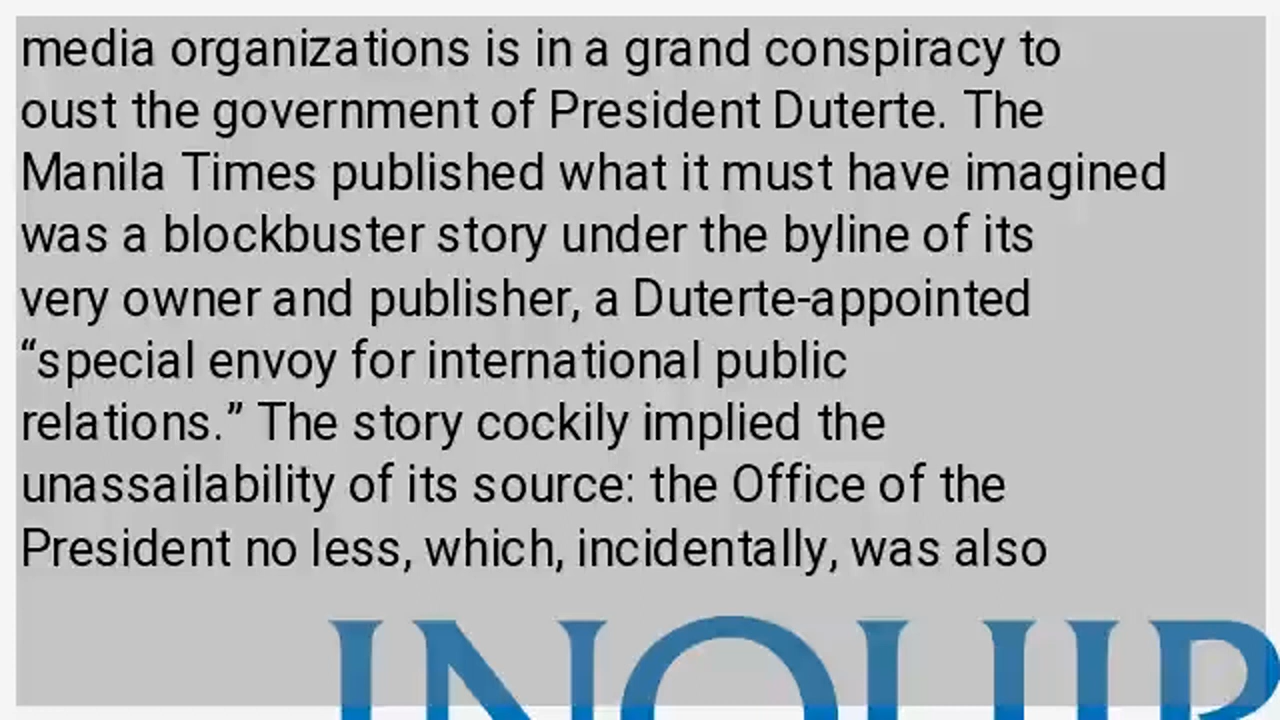 media organizations is in a grand conspiracy to
oust the government of President Duterte. The
Manila Times published what it must have imagined
was a blockbuster story under the byline of its
very owner and publisher, a Duterte-appointed
“special envoy for international public
relations.” The story cockily implied the
unassailability of its source: the Office of the
President no less, which, incidentally, was also